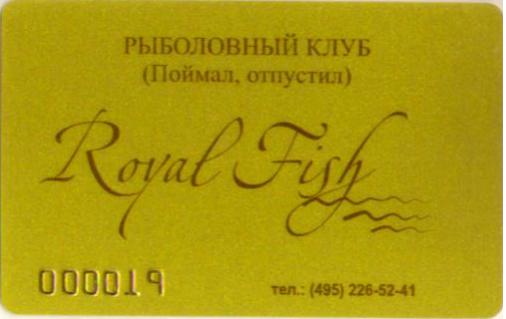 РЫБОЛОВНЫЙ КЛУБ
(Поймал, отпустил)
Royal Fish
000019
тел.: (495) 226-52-41